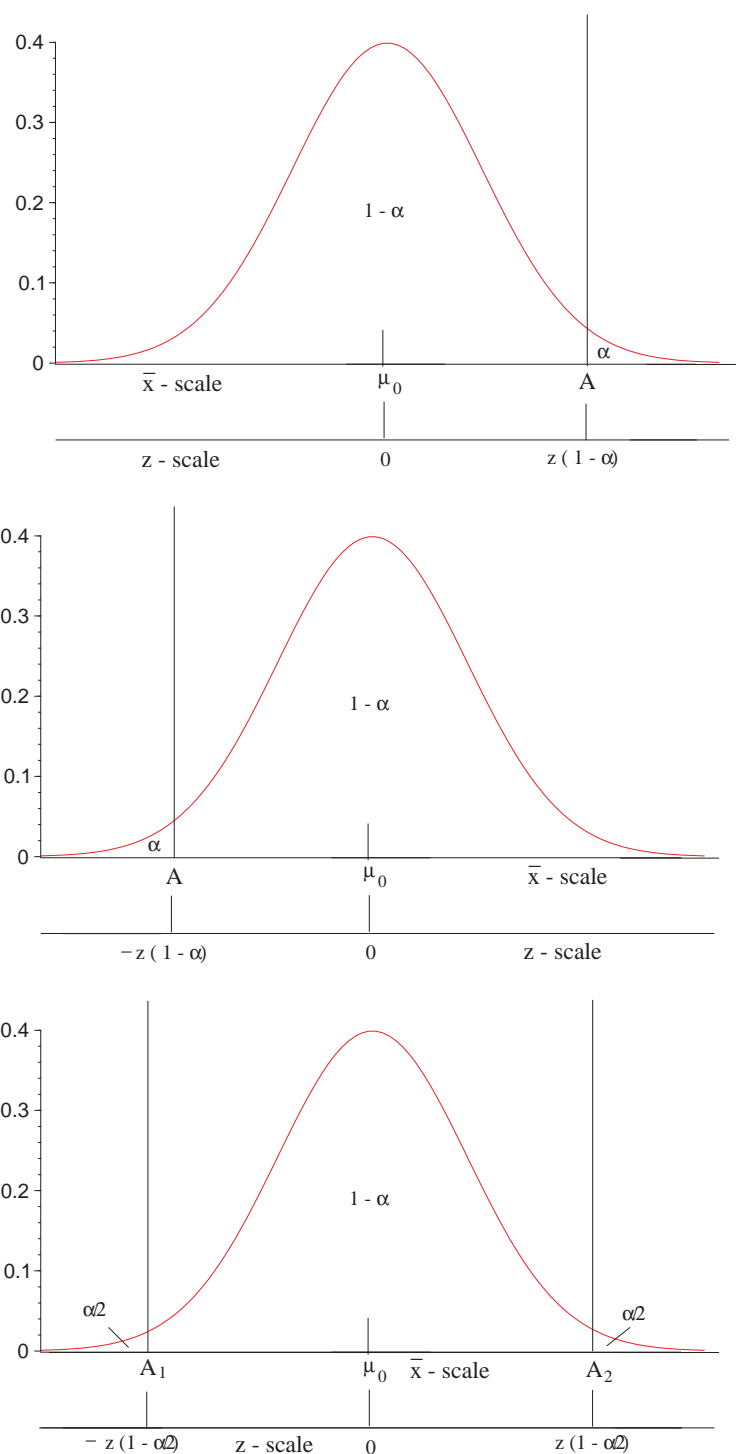 0.4
0.3
0.2
1 - α
0.1
α
0
x̅ - scale μ0 A
z - scale 0 z ( 1 - α)
0.4
0.3
0.2
1 - α
0.1
α
0
A μ0 x̅ - scale
− z ( 1 - α) 0 z - scale
0.4
0.3
0.2
1 - α
0.1
α/2 α/2
0
A1 μ0 x̅ - scale A2
− z (1 - α/2) z - scale 0 z (1 - α/2)